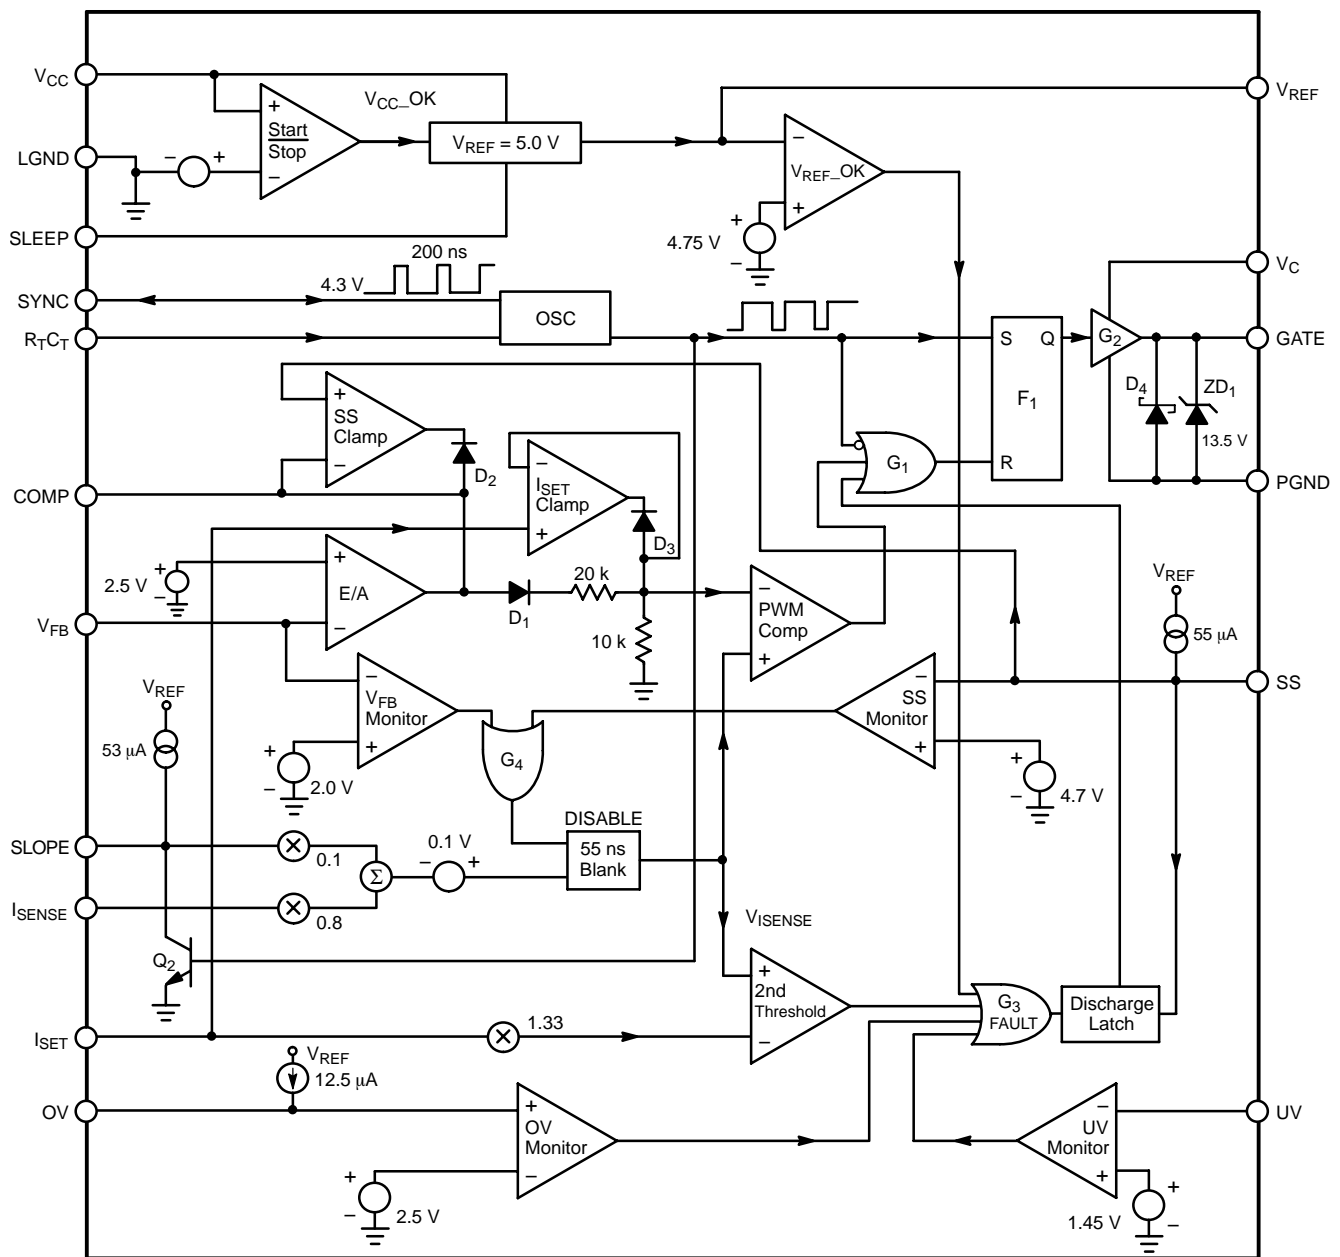 VCC
VCC_OK
+
Start
Stop
VREF = 5.0 V
−
VREF_OK
+
VREF
LGND
− +
−
+
4.75 V
−
SLEEP
200 ns
4.3 V
SYNC
OSC
VC
RTCT
S Q
F1
R
G2
GATE
D4
ZD1
13.5 V
+
SS
Clamp
−
D2
−
ISET
Clamp
+
D3
G1
COMP
PGND
+
2.5 V
−
+
E/A
−
D1
20 k
10 k
−
PWM
Comp
+
VREF
55 µA
VFB
−
VFB
Monitor
+
−
SS
Monitor
+
SS
VREF
53 µA
+
−
2.0 V
G4
+
−
4.7 V
DISABLE
55 ns
Blank
SLOPE
0.1
Σ
0.1 V
− +
ISENSE
0.8
VISENSE
Q2
+
2nd
Threshold
−
G3
FAULT
Discharge
Latch
ISET
1.33
VREF
12.5 µA
OV
+
OV
Monitor
−
−
UV
Monitor
+
UV
+
−
2.5 V
+
−
1.45 V